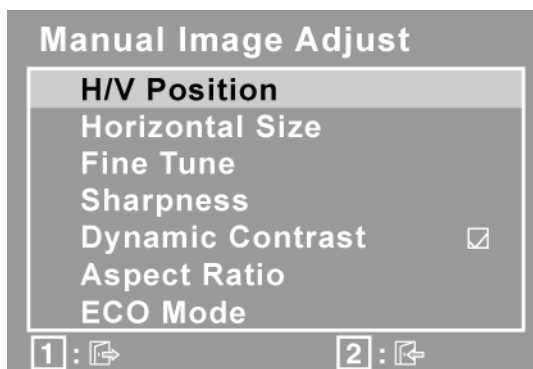 Manual Image Adjust
H/V Position
Horizontal Size
Fine Tune
Sharpness
Dynamic Contrast
Aspect Ratio
ECO Mode
1: 2: